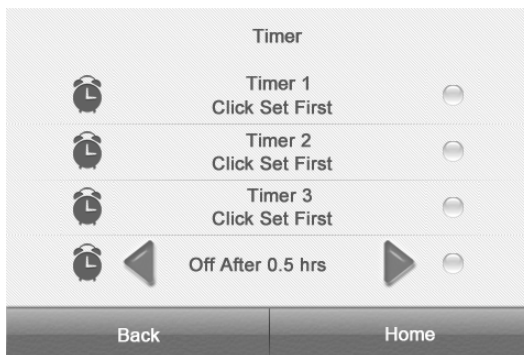 Timer
Timer 1
Click Set First
Timer 2
Click Set First
Timer 3
Click Set First
Off After 0.5 hrs
Back Home